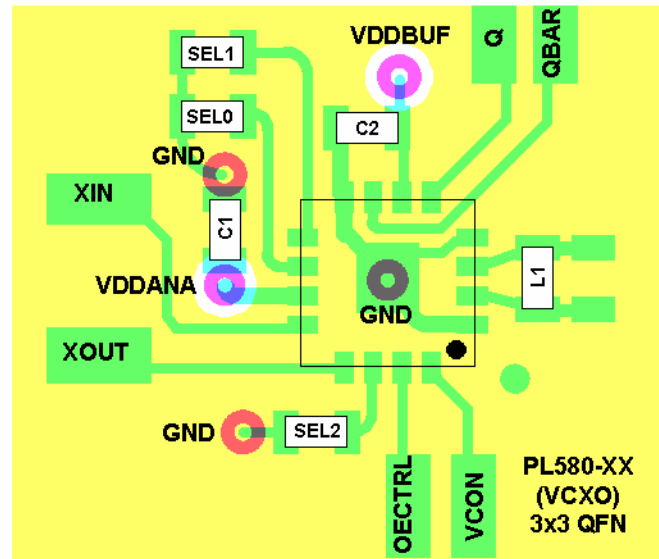 VDDBUF
Q
QBAR
SEL1
SEL0
C2
GND
XIN
C1
VDDANA
L1
GND
XOUT
GND
SEL2
OECTRL
VCON
PL580-XX
(VCXO)
3x3 QFN